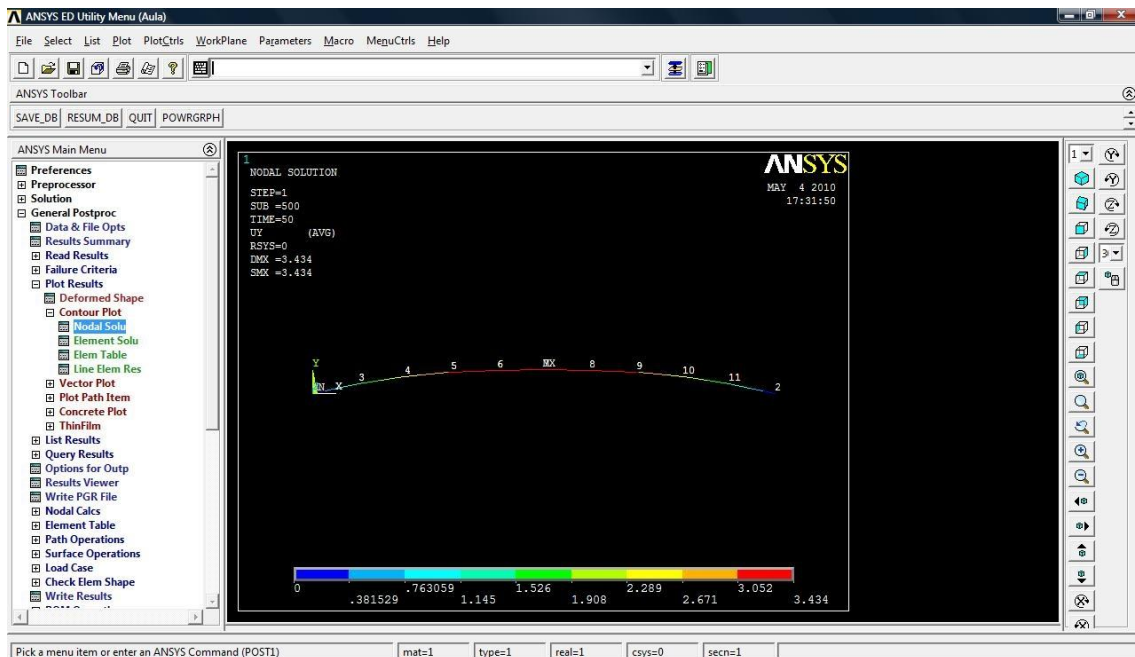 ANSYS ED Utility Menu (Aula)
File Select List Plot PlotCtrls WorkPlane Parameters Macro MenuCtrls Help
ANSYS Toolbar
SAVE_DB RESUM_DB QUIT POWRGRPH
ANSYS Main Menu
Preferences
Preprocessor
Solution
General Postproc
Data & File Opts
Results Summary
Read Results
Failure Criteria
Plot Results
Deformed Shape
Contour Plot
Nodal Solu
Element Solu
Elem Table
Line Elem Res
Vector Plot
Plot Path Item
Concrete Plot
ThinFilm
List Results
Query Results
Options for Outp
Results Viewer
Write PGR File
Nodal Calcs
Element Table
Path Operations
Surface Operations
Load Case
Check Elem Shape
Write Results
1
NODAL SOLUTION
STEP=1
SUB =500
TIME=50
UY (AVG)
RSYS=0
DMX =3.434
SMX =3.434
ANSYS
MAY 4 2010
17:31:50
Y
X
3 4 5 6 MX 8 9 10 11 2
0 .763059 1.526 2.289 3.052
.381529 1.145 1.908 2.671 3.434
1
3
Pick a menu item or enter an ANSYS Command (POST1) mat=1 type=1 real=1 csys=0 secn=1